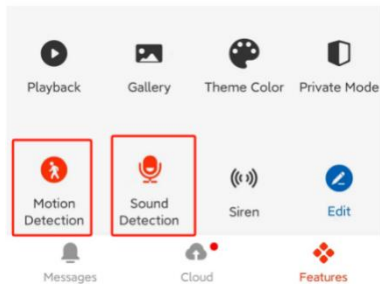 Playback Gallery Theme Color Private Mode
Motion Detection Sound Detection Siren Edit
Messages Cloud Features